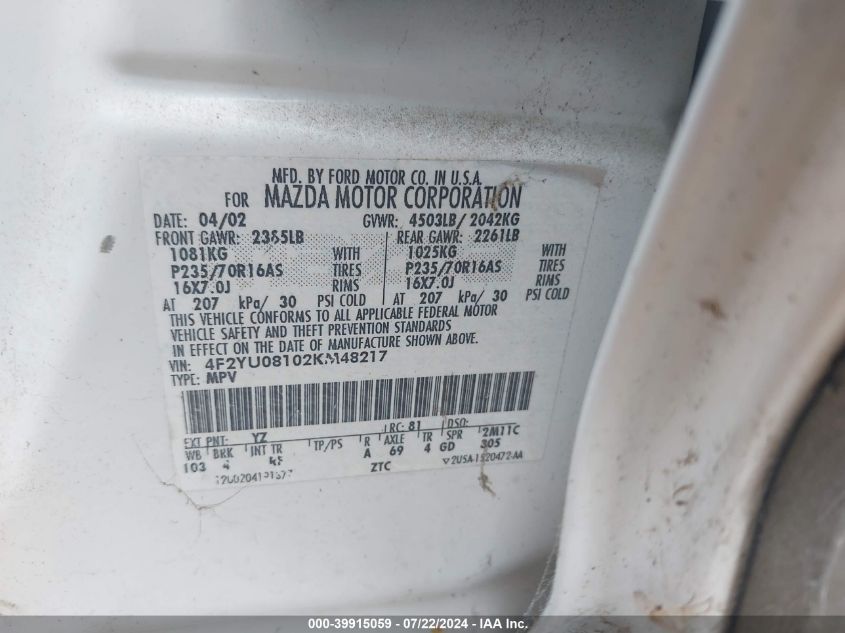 MFD. BY FORD MOTOR CO. IN U.S.A.
FOR MAZDA MOTOR CORPORATION
DATE: 04/02 GVWR: 4503LB/ 2042KG
FRONT GAWR: 2385LB REAR GAWR: 2261LB
1081KG WITH 1025KG WITH
P235/70R16AS TIRES P235/70R16AS TIRES
16X7.0J RIMS 16X7.0J RIMS
AT 207 kPa/ 30 PSI COLD AT 207 kPa/ 30 PSI COLD
THIS VEHICLE CONFORMS TO ALL APPLICABLE FEDERAL MOTOR
VEHICLE SAFETY AND THEFT PREVENTION STANDARDS
IN EFFECT ON THE DATE OF MANUFACTURE SHOWN ABOVE.
VIN: 4F2YU08102KM48217
TYPE: MPV
EXT PNT: YZ RC: 81 DSO:
WB BRK INT TR TP/PS R AXLE TR SPR 2M11C
103 4 A 69 4 GD 305
ZTC
000-39915059 - 07/22/2024 - IAA Inc.